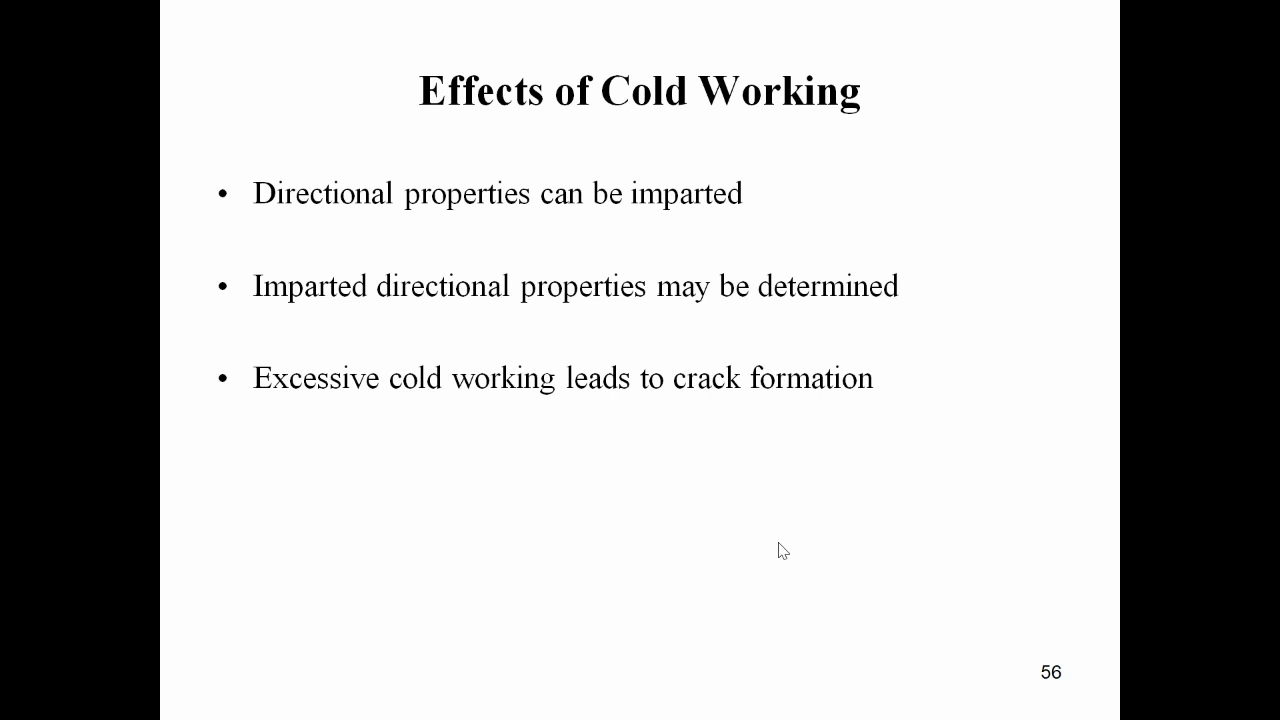 Effects of Cold Working
• Directional properties can be imparted
• Imparted directional properties may be determined
• Excessive cold working leads to crack formation
56